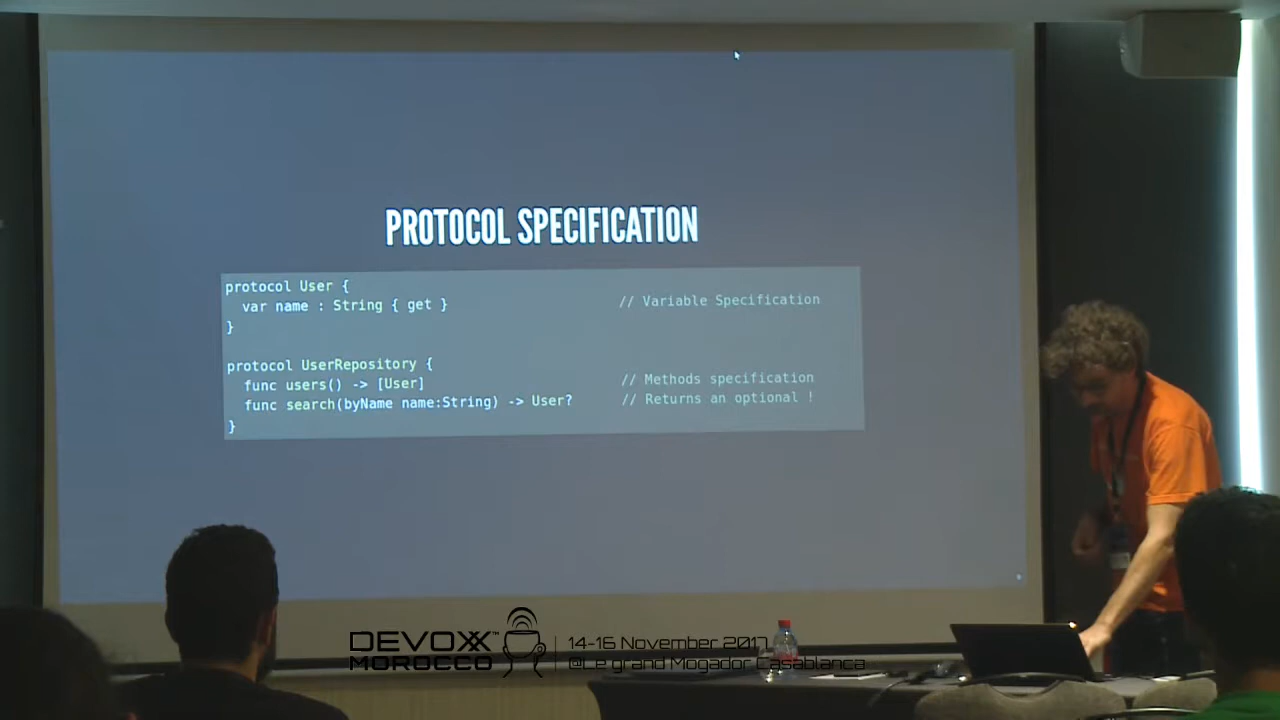 PROTOCOL SPECIFICATION
protocol User {
var name : String { get } // Variable Specification
}
protocol UserRepository {
func users() -> [User] // Methods specification
func search(byName name:String) -> User? // Returns an optional !
}
DEVOXX™ MOROCCO
14-16 November 2017
@Le grand Mogador Casablanca